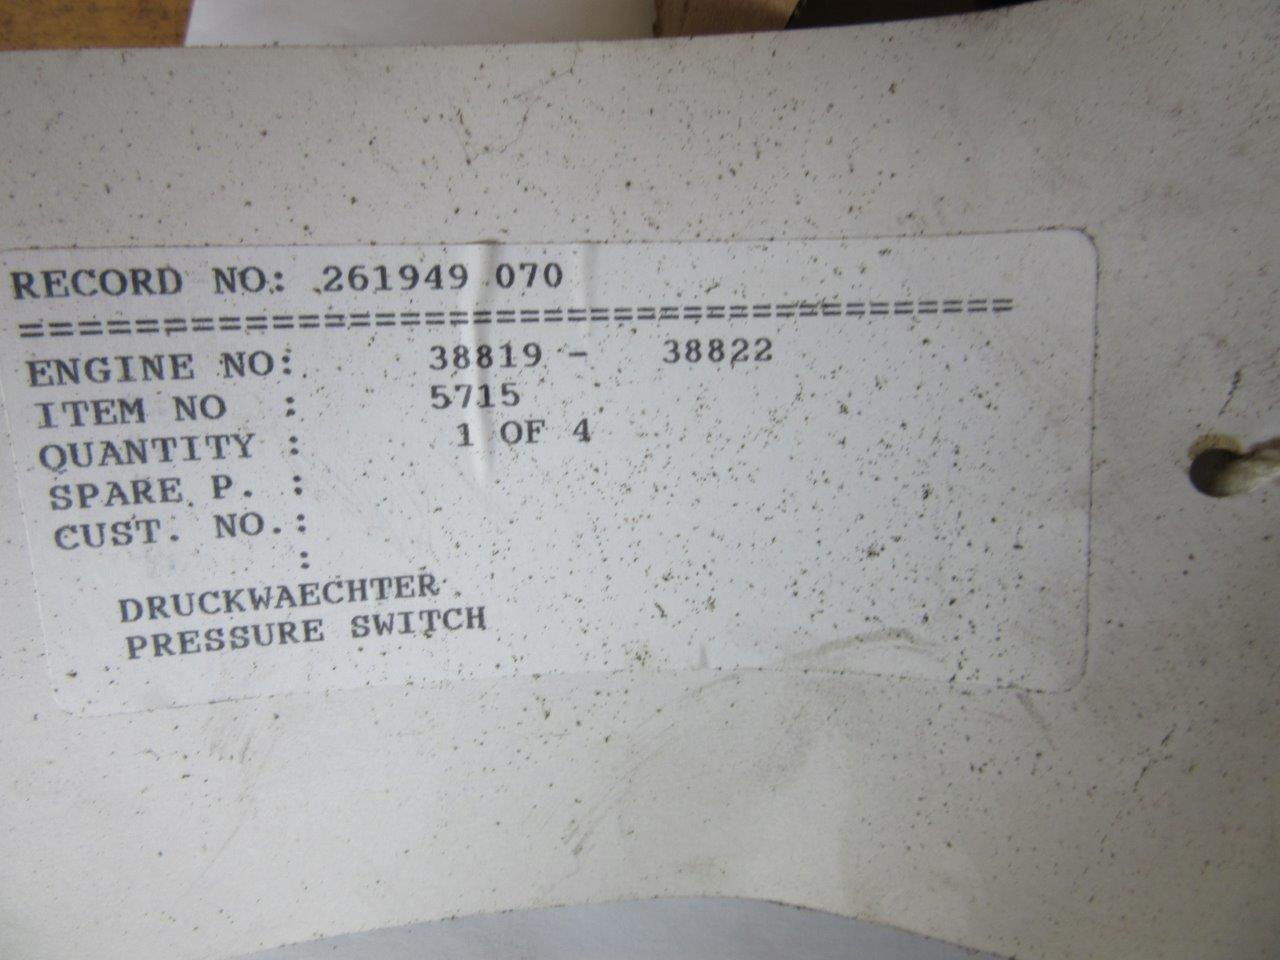 RECORD NO: 261949 070
===================================
ENGINE NO: 38819 - 38822
ITEM NO : 5715
QUANTITY : 1 OF 4
SPARE P. :
CUST. NO.:
:
DRUCKWAECHTER
PRESSURE SWITCH